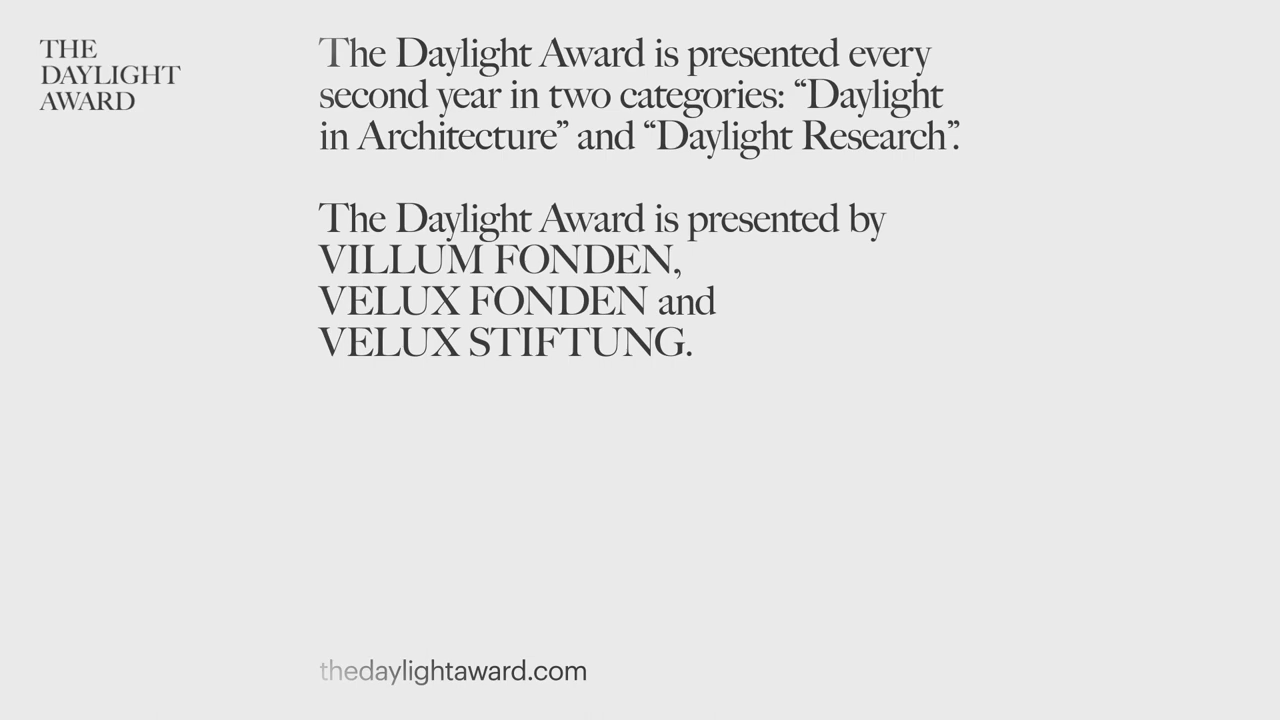 THE
DAYLIGHT
AWARD
The Daylight Award is presented every
second year in two categories: “Daylight
in Architecture” and “Daylight Research”.
The Daylight Award is presented by
VILLUM FONDEN,
VELUX FONDEN and
VELUX STIFTUNG.
thedaylightaward.com